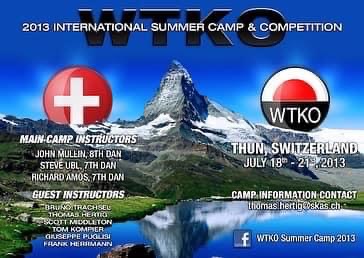 WTKO
2013 INTERNATIONAL SUMMER CAMP & COMPETITION
WTKO
MAIN CAMP INSTRUCTORS
JOHN MULLIN, 8TH DAN
STEVE UBL, 7TH DAN
RICHARD AMOS, 7TH DAN
GUEST INSTRUCTORS
BRUNO TRACHSEL
THOMAS HERTIG
SCOTT MIDDLETON
TOM KOMPIER
GIUSEPPE PUGLISI
FRANK HERRMANN
THUN, SWITZERLAND
JULY 18th - 21st, 2013
CAMP INFORMATION CONTACT
thomas.hertig@skas.ch
f WTKO Summer Camp 2013